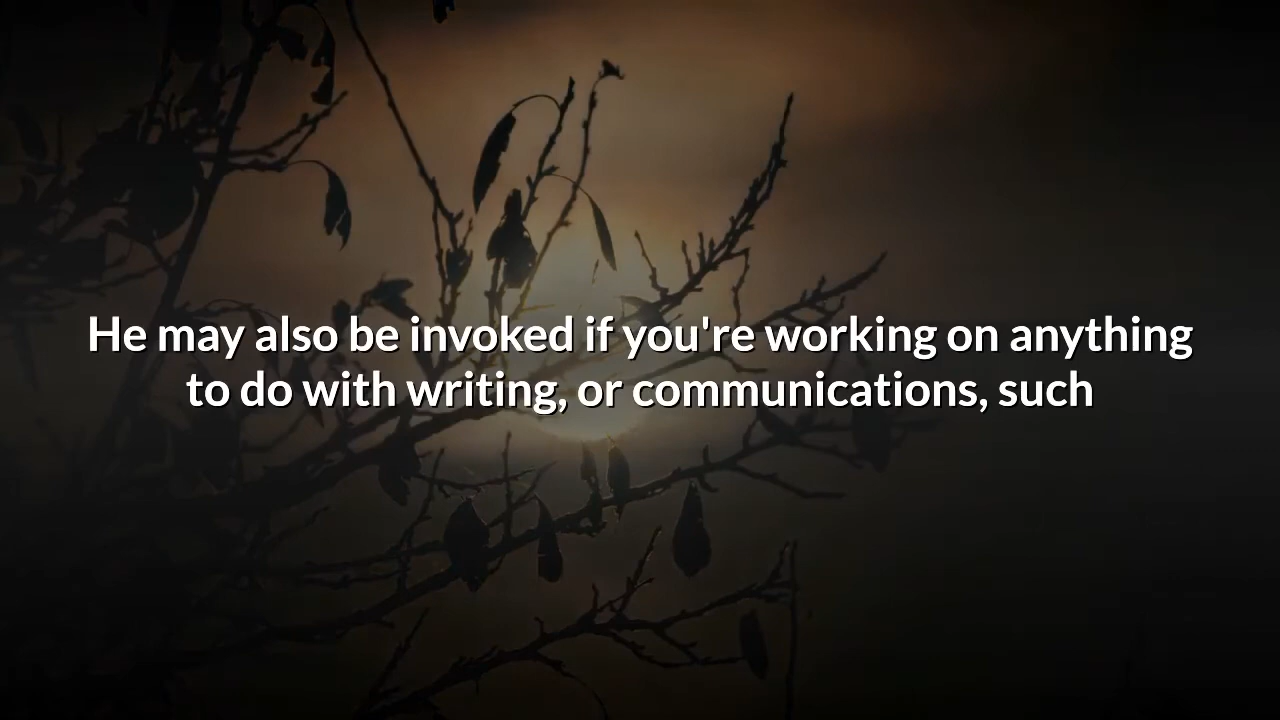 He may also be invoked if you're working on anything
to do with writing, or communications, such